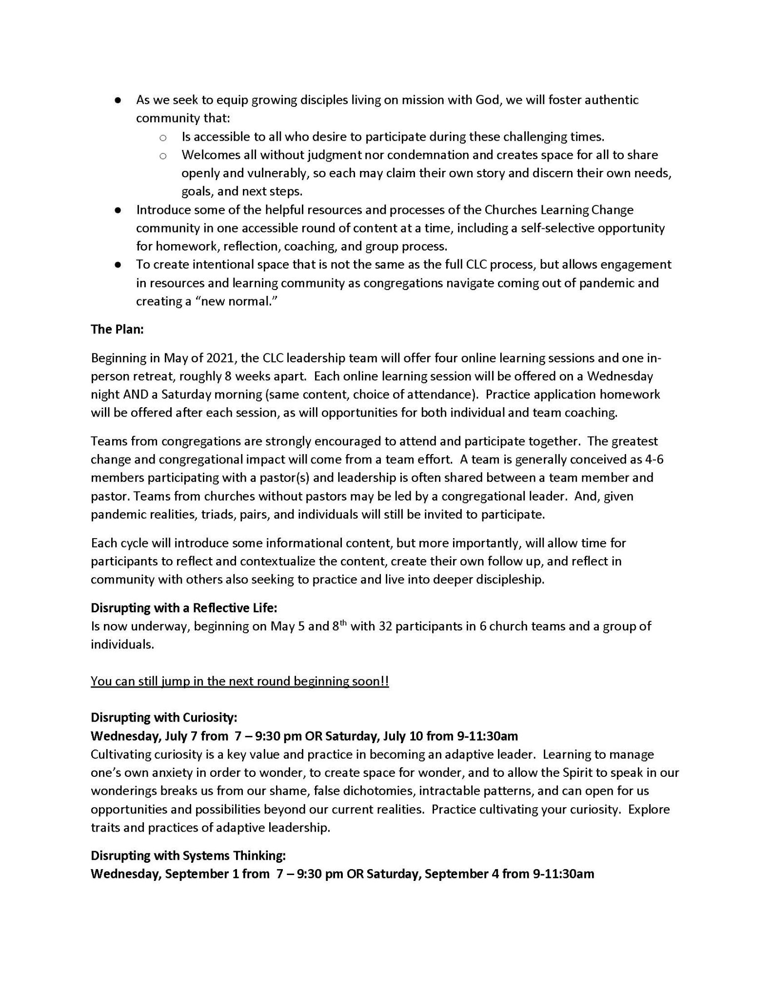 ● As we seek to equip growing disciples living on mission with God, we will foster authentic
community that:
○ Is accessible to all who desire to participate during these challenging times.
○ Welcomes all without judgment nor condemnation and creates space for all to share
openly and vulnerably, so each may claim their own story and discern their own needs,
goals, and next steps.
● Introduce some of the helpful resources and processes of the Churches Learning Change
community in one accessible round of content at a time, including a self-selective opportunity
for homework, reflection, coaching, and group process.
● To create intentional space that is not the same as the full CLC process, but allows engagement
in resources and learning community as congregations navigate coming out of pandemic and
creating a “new normal.”
The Plan:
Beginning in May of 2021, the CLC leadership team will offer four online learning sessions and one in-
person retreat, roughly 8 weeks apart.  Each online learning session will be offered on a Wednesday
night AND a Saturday morning (same content, choice of attendance).  Practice application homework
will be offered after each session, as will opportunities for both individual and team coaching.
Teams from congregations are strongly encouraged to attend and participate together.  The greatest
change and congregational impact will come from a team effort.  A team is generally conceived as 4-6
members participating with a pastor(s) and leadership is often shared between a team member and
pastor. Teams from churches without pastors may be led by a congregational leader.  And, given
pandemic realities, triads, pairs, and individuals will still be invited to participate.
Each cycle will introduce some informational content, but more importantly, will allow time for
participants to reflect and contextualize the content, create their own follow up, and reflect in
community with others also seeking to practice and live into deeper discipleship.
Disrupting with a Reflective Life:
Is now underway, beginning on May 5 and 8th with 32 participants in 6 church teams and a group of
individuals.
You can still jump in the next round beginning soon!!
Disrupting with Curiosity:
Wednesday, July 7 from  7 – 9:30 pm OR Saturday, July 10 from 9-11:30am
Cultivating curiosity is a key value and practice in becoming an adaptive leader.  Learning to manage
one’s own anxiety in order to wonder, to create space for wonder, and to allow the Spirit to speak in our
wonderings breaks us from our shame, false dichotomies, intractable patterns, and can open for us
opportunities and possibilities beyond our current realities.  Practice cultivating your curiosity.  Explore
traits and practices of adaptive leadership.
Disrupting with Systems Thinking:
Wednesday, September 1 from  7 – 9:30 pm OR Saturday, September 4 from 9-11:30am